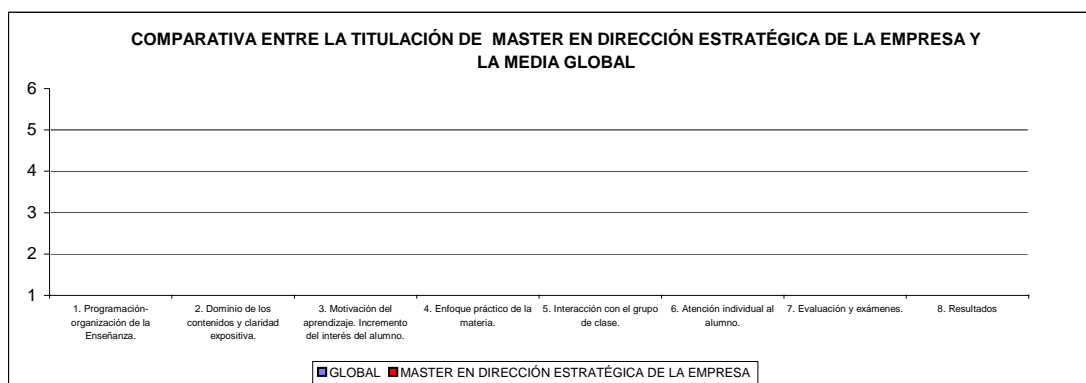 COMPARATIVA ENTRE LA TITULACIÓN DE  MASTER EN DIRECCIÓN ESTRATÉGICA DE LA EMPRESA Y
LA MEDIA GLOBAL
6
5
4
3
2
1
1. Programación-
organización de la
Enseñanza.
2. Dominio de los
contenidos y claridad
expositiva.
3. Motivación del
aprendizaje. Incremento
del interés del alumno.
4. Enfoque práctico de la
materia.
5. Interacción con el grupo
de clase.
6. Atención individual al
alumno.
7. Evaluación y exámenes.
8. Resultados
GLOBAL
MASTER EN DIRECCIÓN ESTRATÉGICA DE LA EMPRESA